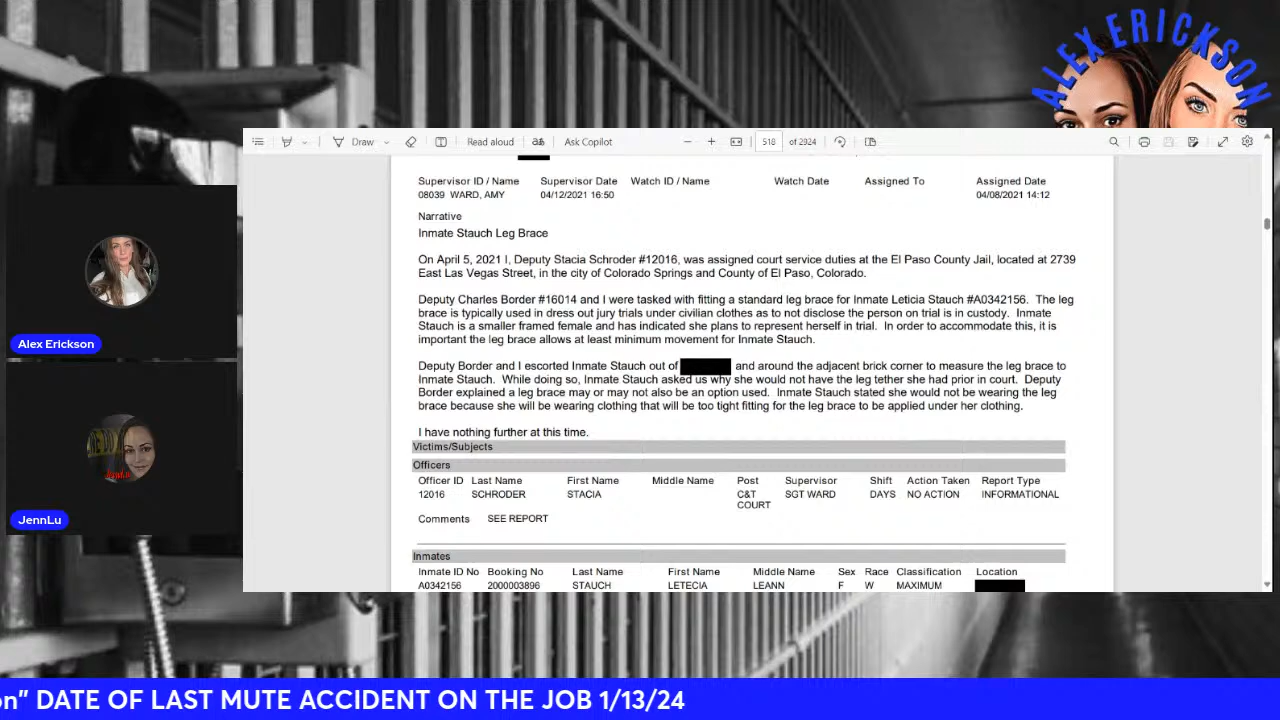 ALEX ERICKSON
Draw
Read aloud
Ask Copilot
518 of 2924
Supervisor ID / Name Supervisor Date Watch ID / Name Watch Date Assigned To Assigned Date
08039 WARD, AMY 04/12/2021 16:50 04/08/2021 14:12
Narrative
Inmate Stauch Leg Brace
On April 5, 2021 I, Deputy Stacia Schroder #12016, was assigned court service duties at the El Paso County Jail, located at 2739
East Las Vegas Street, in the city of Colorado Springs and County of El Paso, Colorado.
Deputy Charles Border #16014 and I were tasked with fitting a standard leg brace for Inmate Leticia Stauch #A0342156. The leg
brace is typically used in dress out jury trials under civilian clothes as to not disclose the person on trial is in custody. Inmate
Stauch is a smaller framed female and has indicated she plans to represent herself in trial. In order to accommodate this, it is
important the leg brace allows at least minimum movement for Inmate Stauch.
Deputy Border and I escorted Inmate Stauch out of and around the adjacent brick corner to measure the leg brace to
Inmate Stauch. While doing so, Inmate Stauch asked us why she would not have the leg tether she had prior in court. Deputy
Border explained a leg brace may or may not also be an option used. Inmate Stauch stated she would not be wearing the leg
brace because she will be wearing clothing that will be too tight fitting for the leg brace to be applied under her clothing.
I have nothing further at this time.
Victims/Subjects
Officers
Officer ID Last Name First Name Middle Name Post Supervisor Shift Action Taken Report Type
12016 SCHRODER STACIA C&T SGT WARD DAYS NO ACTION INFORMATIONAL
COURT
Comments SEE REPORT
Inmates
Inmate ID No Booking No Last Name First Name Middle Name Sex Race Classification Location
A0342156 2000003896 STAUCH LETECIA LEANN F W MAXIMUM
Alex Erickson
JennLu
on" DATE OF LAST MUTE ACCIDENT ON THE JOB 1/13/24